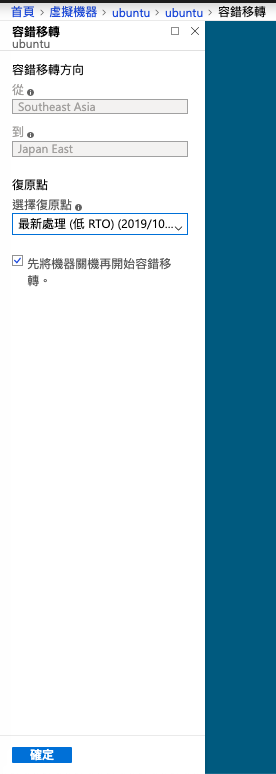 首頁 > 虛擬機器 > ubuntu > ubuntu > 容錯移轉
容錯移轉
ubuntu
容錯移轉方向
從
Southeast Asia
到
Japan East
復原點
選擇復原點
最新處理 (低 RTO) (2019/10...
先將機器關機再開始容錯移
轉。
確定